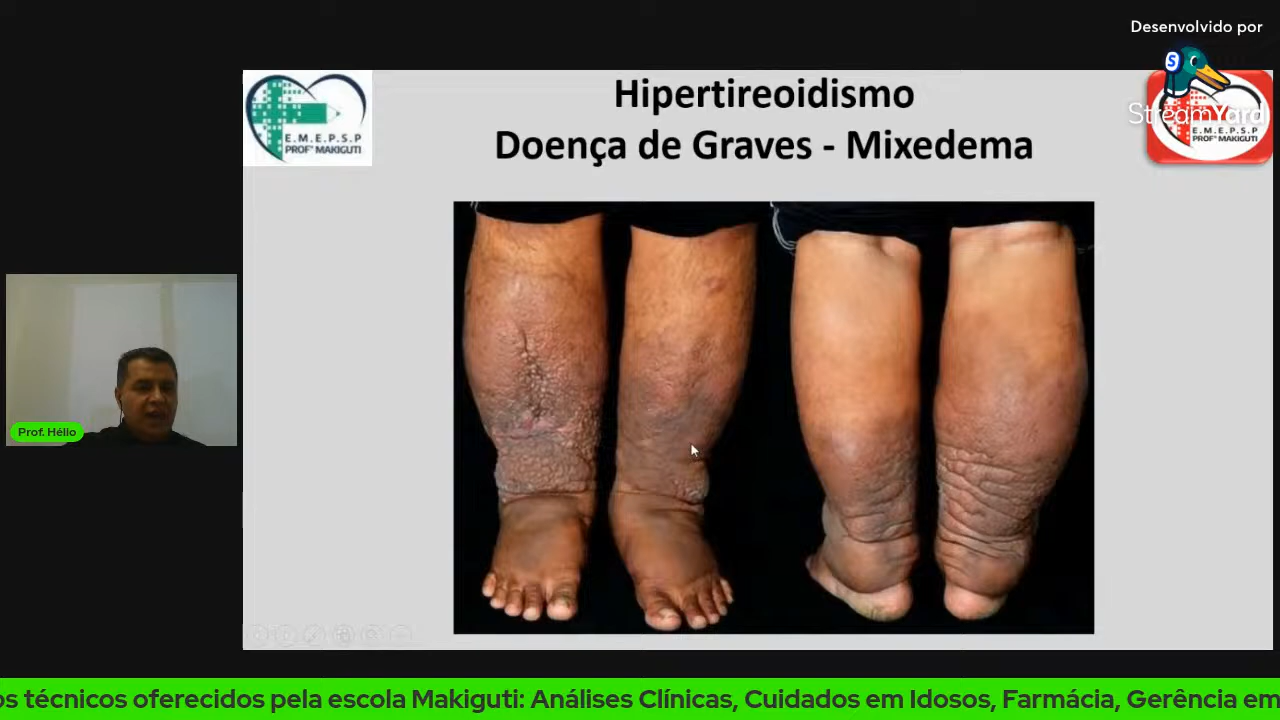 Desenvolvido por
StreamYard
Hipertireoidismo
Doença de Graves - Mixedema
E.M.E.P.S.P
PROFº MAKIGUTI
E.M.E.P.S.P
PROFº MAKIGUTI
Prof. Hélio
os técnicos oferecidos pela escola Makiguti: Análises Clínicas, Cuidados em Idosos, Farmácia, Gerência em